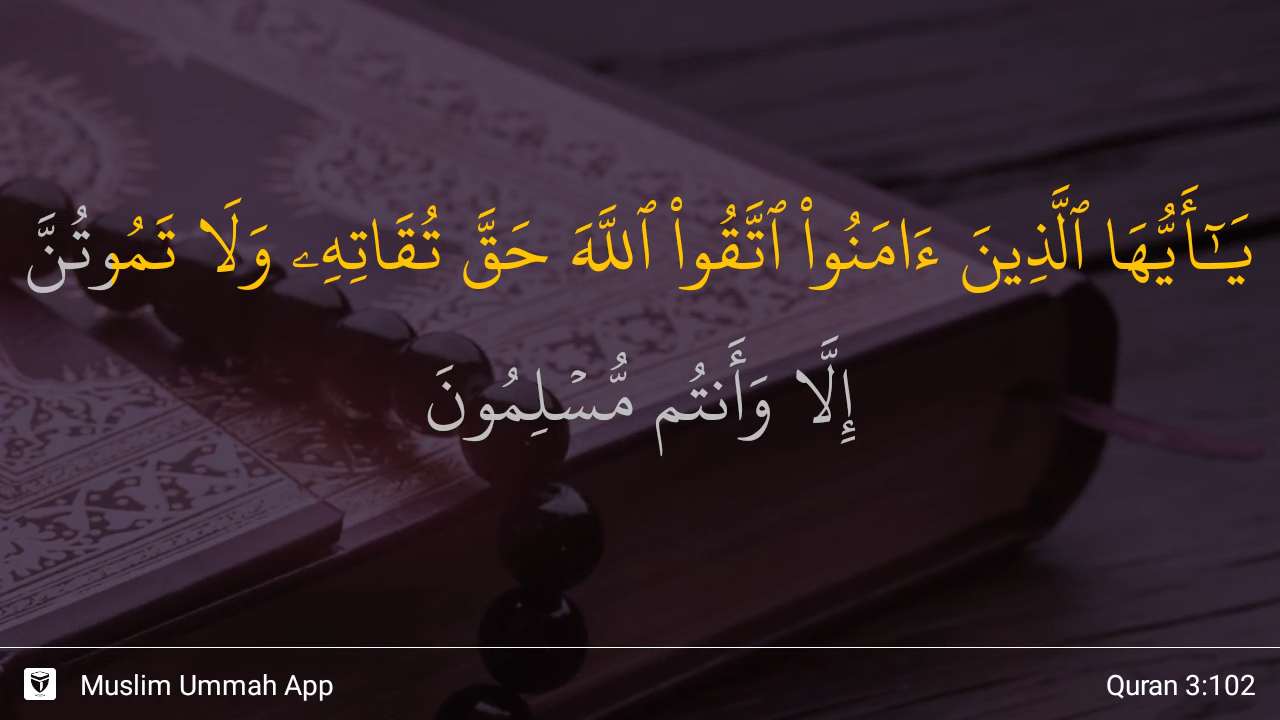 يَـٰٓأَيُّهَا ٱلَّذِينَ ءَامَنُوا۟ ٱتَّقُوا۟ ٱللَّهَ حَقَّ تُقَاتِهِۦ وَلَا تَمُوتُنَّ
إِلَّا وَأَنتُم مُّسْلِمُونَ
Muslim Ummah App
Quran 3:102